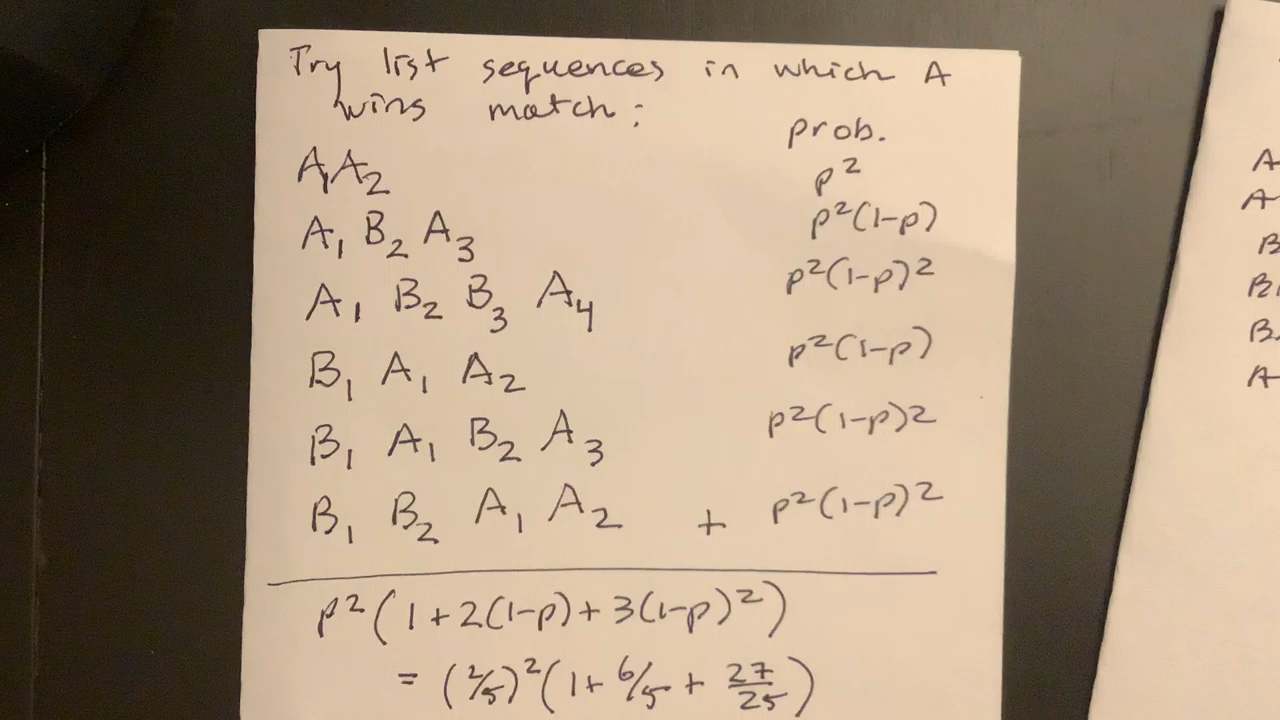 Try list sequences in which A
wins match:
prob.
A₁A₂ p²
A₁ B₂ A₃ p²(1-p)
A₁ B₂ B₃ A₄ p²(1-p)²
B₁ A₁ A₂ p²(1-p)
B₁ A₁ B₂ A₃ p²(1-p)²
B₁ B₂ A₁ A₂ + p²(1-p)²
p²(1+2(1-p)+3(1-p)²)
= (2/5)²(1+6/5+27/25)
A
A
B
B
B
A